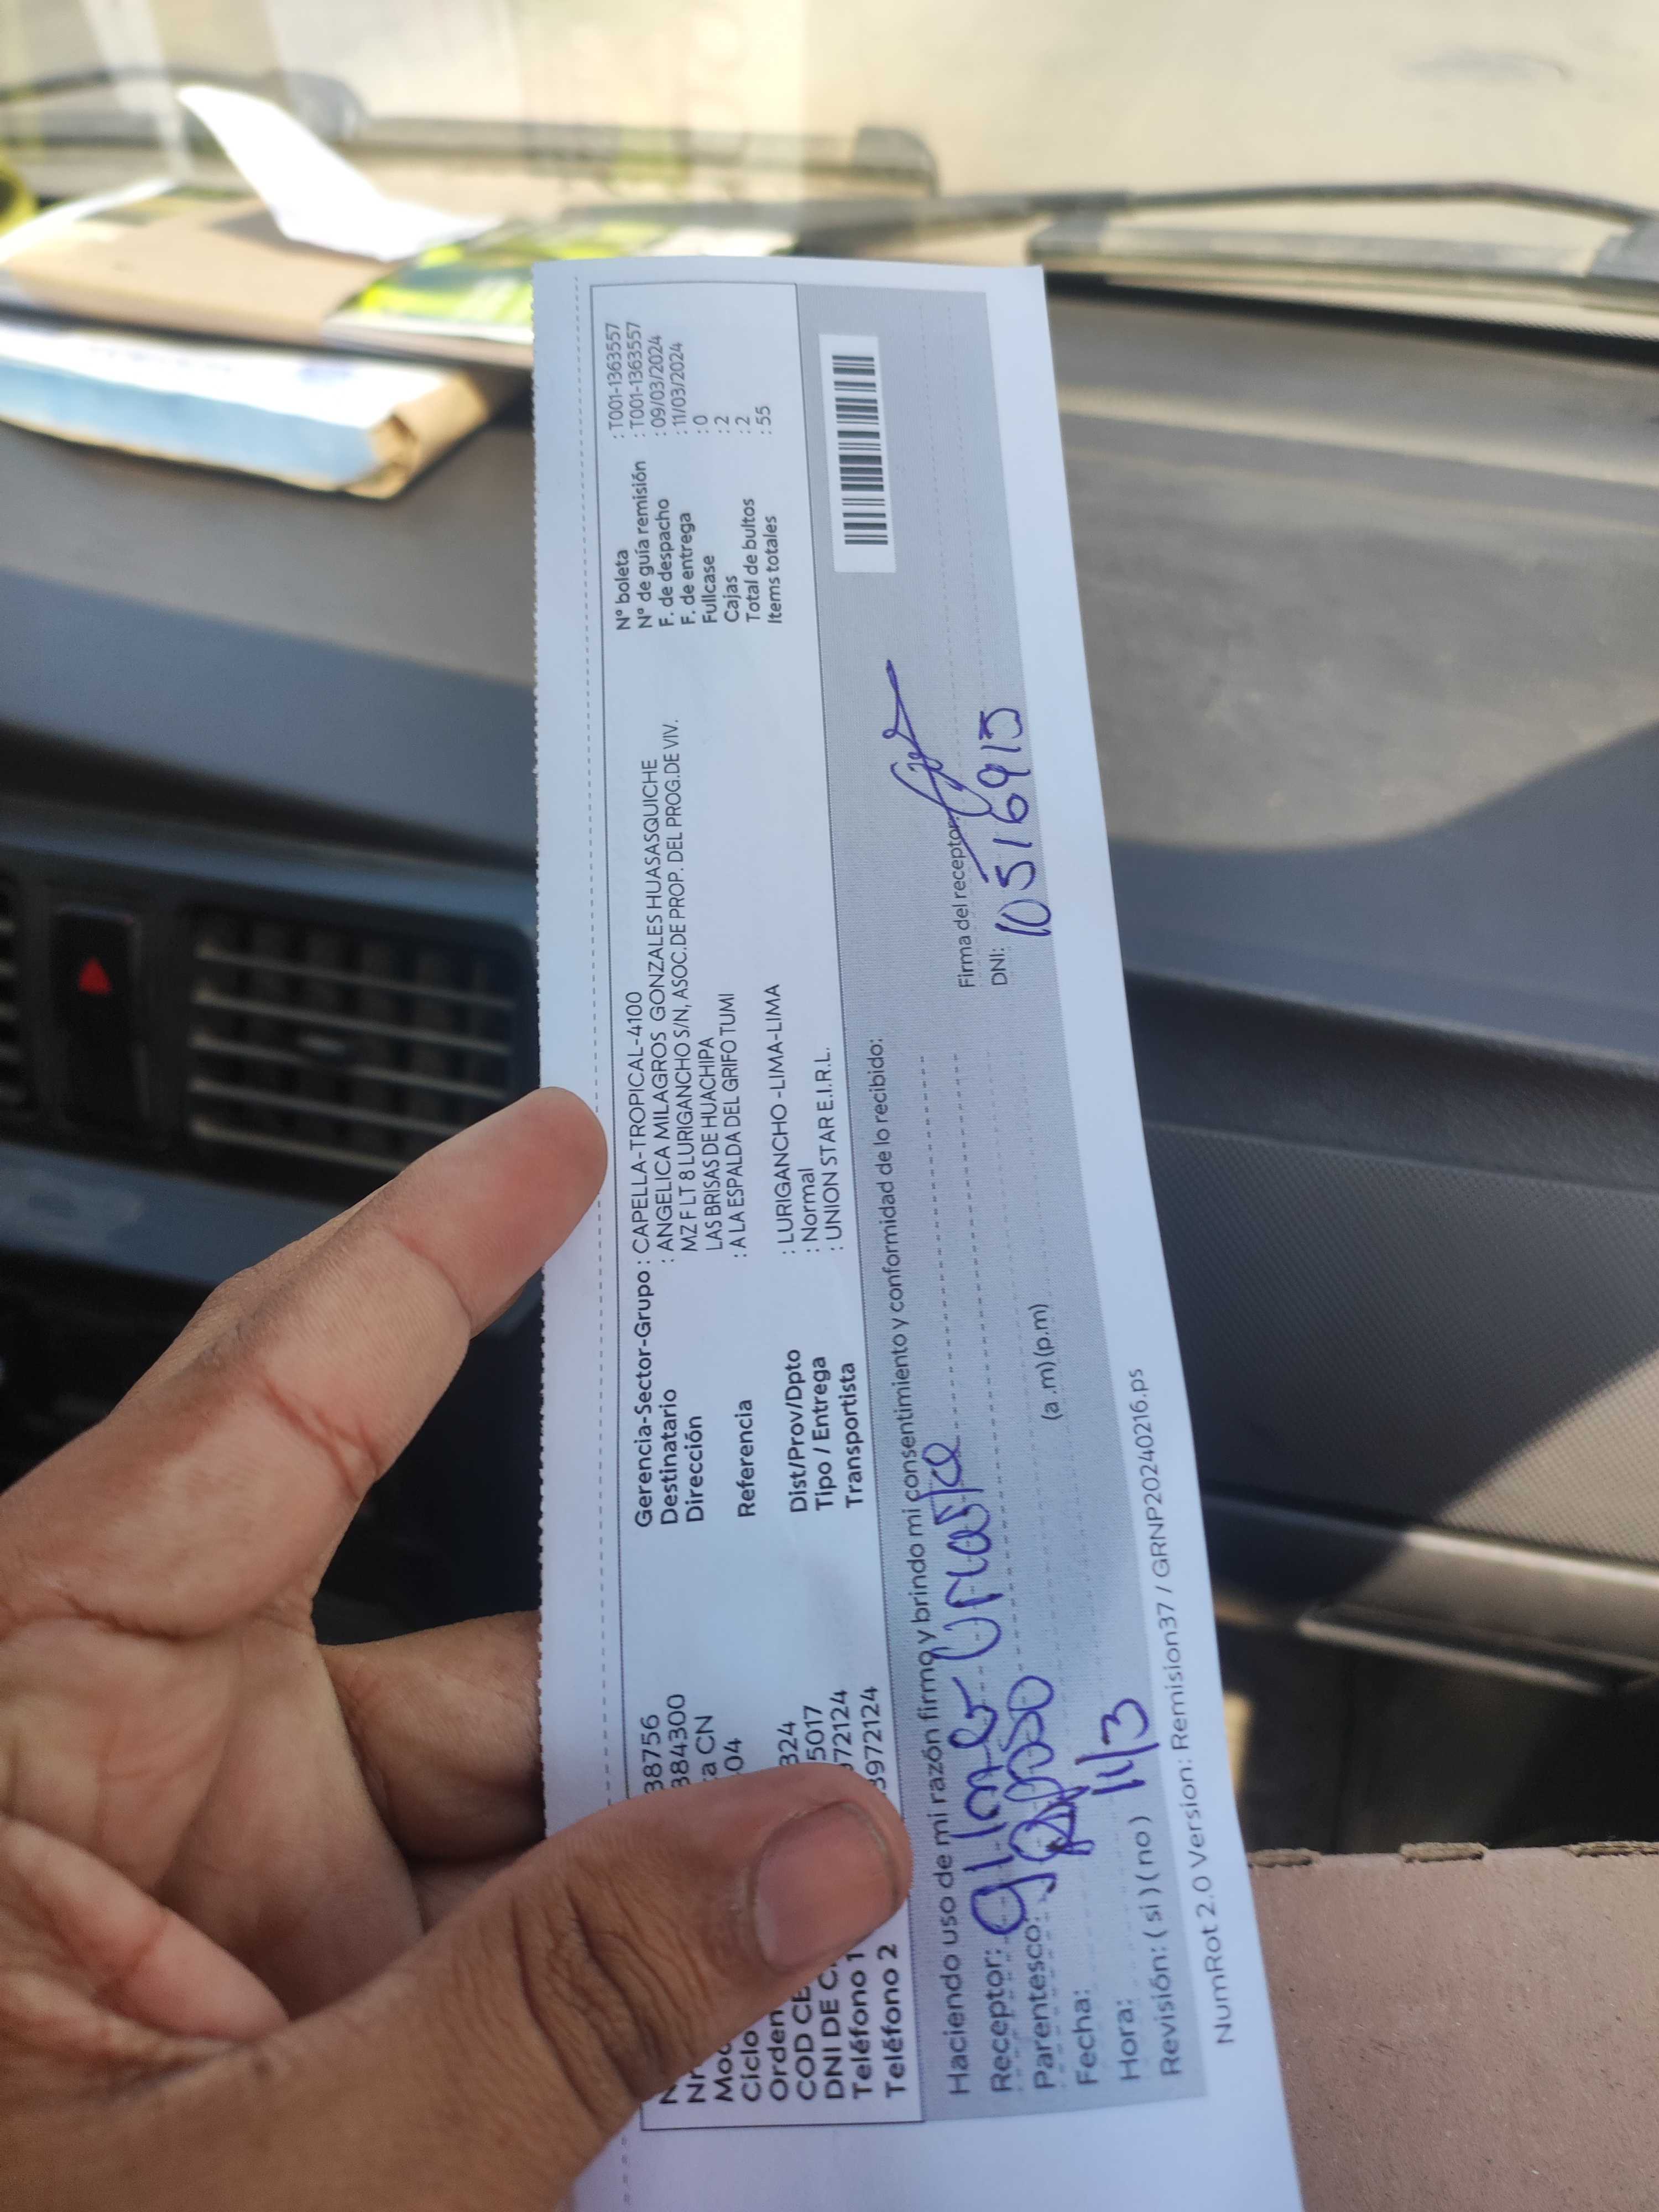 38756
384300
a CN
04
324
5017
72124
3972124
Nr
Ciclo
Orden
COD CE
DNI DE C
Teléfono 1
Teléfono 2
Gerencia-Sector-Grupo : CAPELLA-TROPICAL-4100
Destinatario : ANGELICA MILAGROS GONZALES HUASASQUICHE
Dirección MZ F LT 8 LURIGANCHO S/N, ASOC.DE PROP. DEL PROG.DE VIV.
LAS BRISAS DE HUACHIPA
Referencia : A LA ESPALDA DEL GRIFO TUMI
Dist/Prov/Dpto : LURIGANCHO -LIMA-LIMA
Tipo / Entrega : Normal
Transportista : UNION STAR E.I.R.L.
N° boleta : T001-1363557
N° de guía remisión : T001-1363557
F. de despacho : 09/03/2024
F. de entrega : 11/03/2024
Fullcase : 0
Cajas : 2
Total de bultos : 2
Items totales : 55
Haciendo uso de mi razón firmo y brindo mi consentimiento y conformidad de lo recibido:
Receptor:
Parentesco:
Fecha: 11/3
Hora: (a .m) (p.m)
Revisión: ( si ) ( no )
Firma del receptor:
DNI: 10516915
NumRot 2.0 Version: Remision37 / GRNP20240216.ps